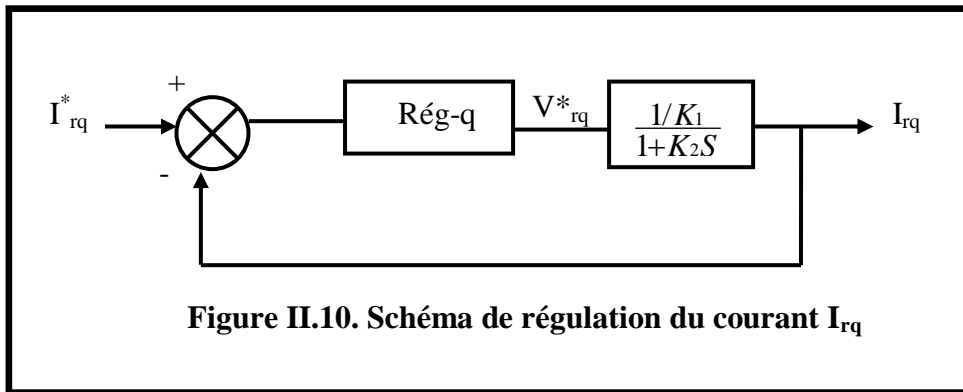 +
I*rq
Rég-q
V*rq
1/K1
1+K2S
Irq
-
Figure II.10. Schéma de régulation du courant Irq